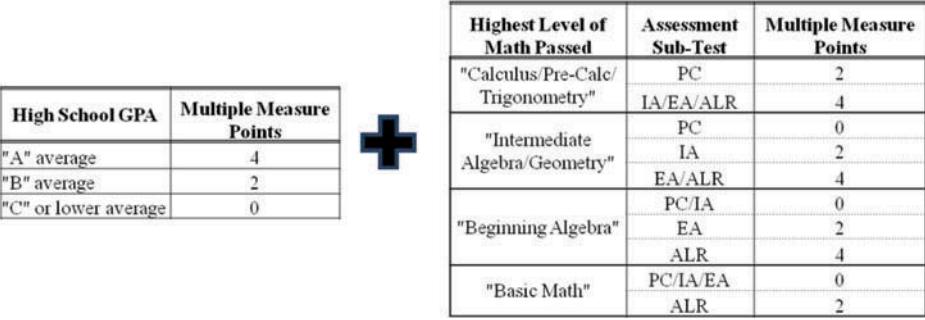 High School GPA Multiple Measure
Points
"A" average 4
"B" average 2
"C" or lower average 0
Highest Level of Assessment Multiple Measure
Math Passed Sub-Test Points
"Calculus/Pre-Calc/ PC 2
Trigonometry" IA/EA/ALR 4
"Intermediate PC 0
Algebra/Geometry" IA 2
EA/ALR 4
PC/IA 0
"Beginning Algebra" EA 2
ALR 4
"Basic Math" PC/IA/EA 0
ALR 2